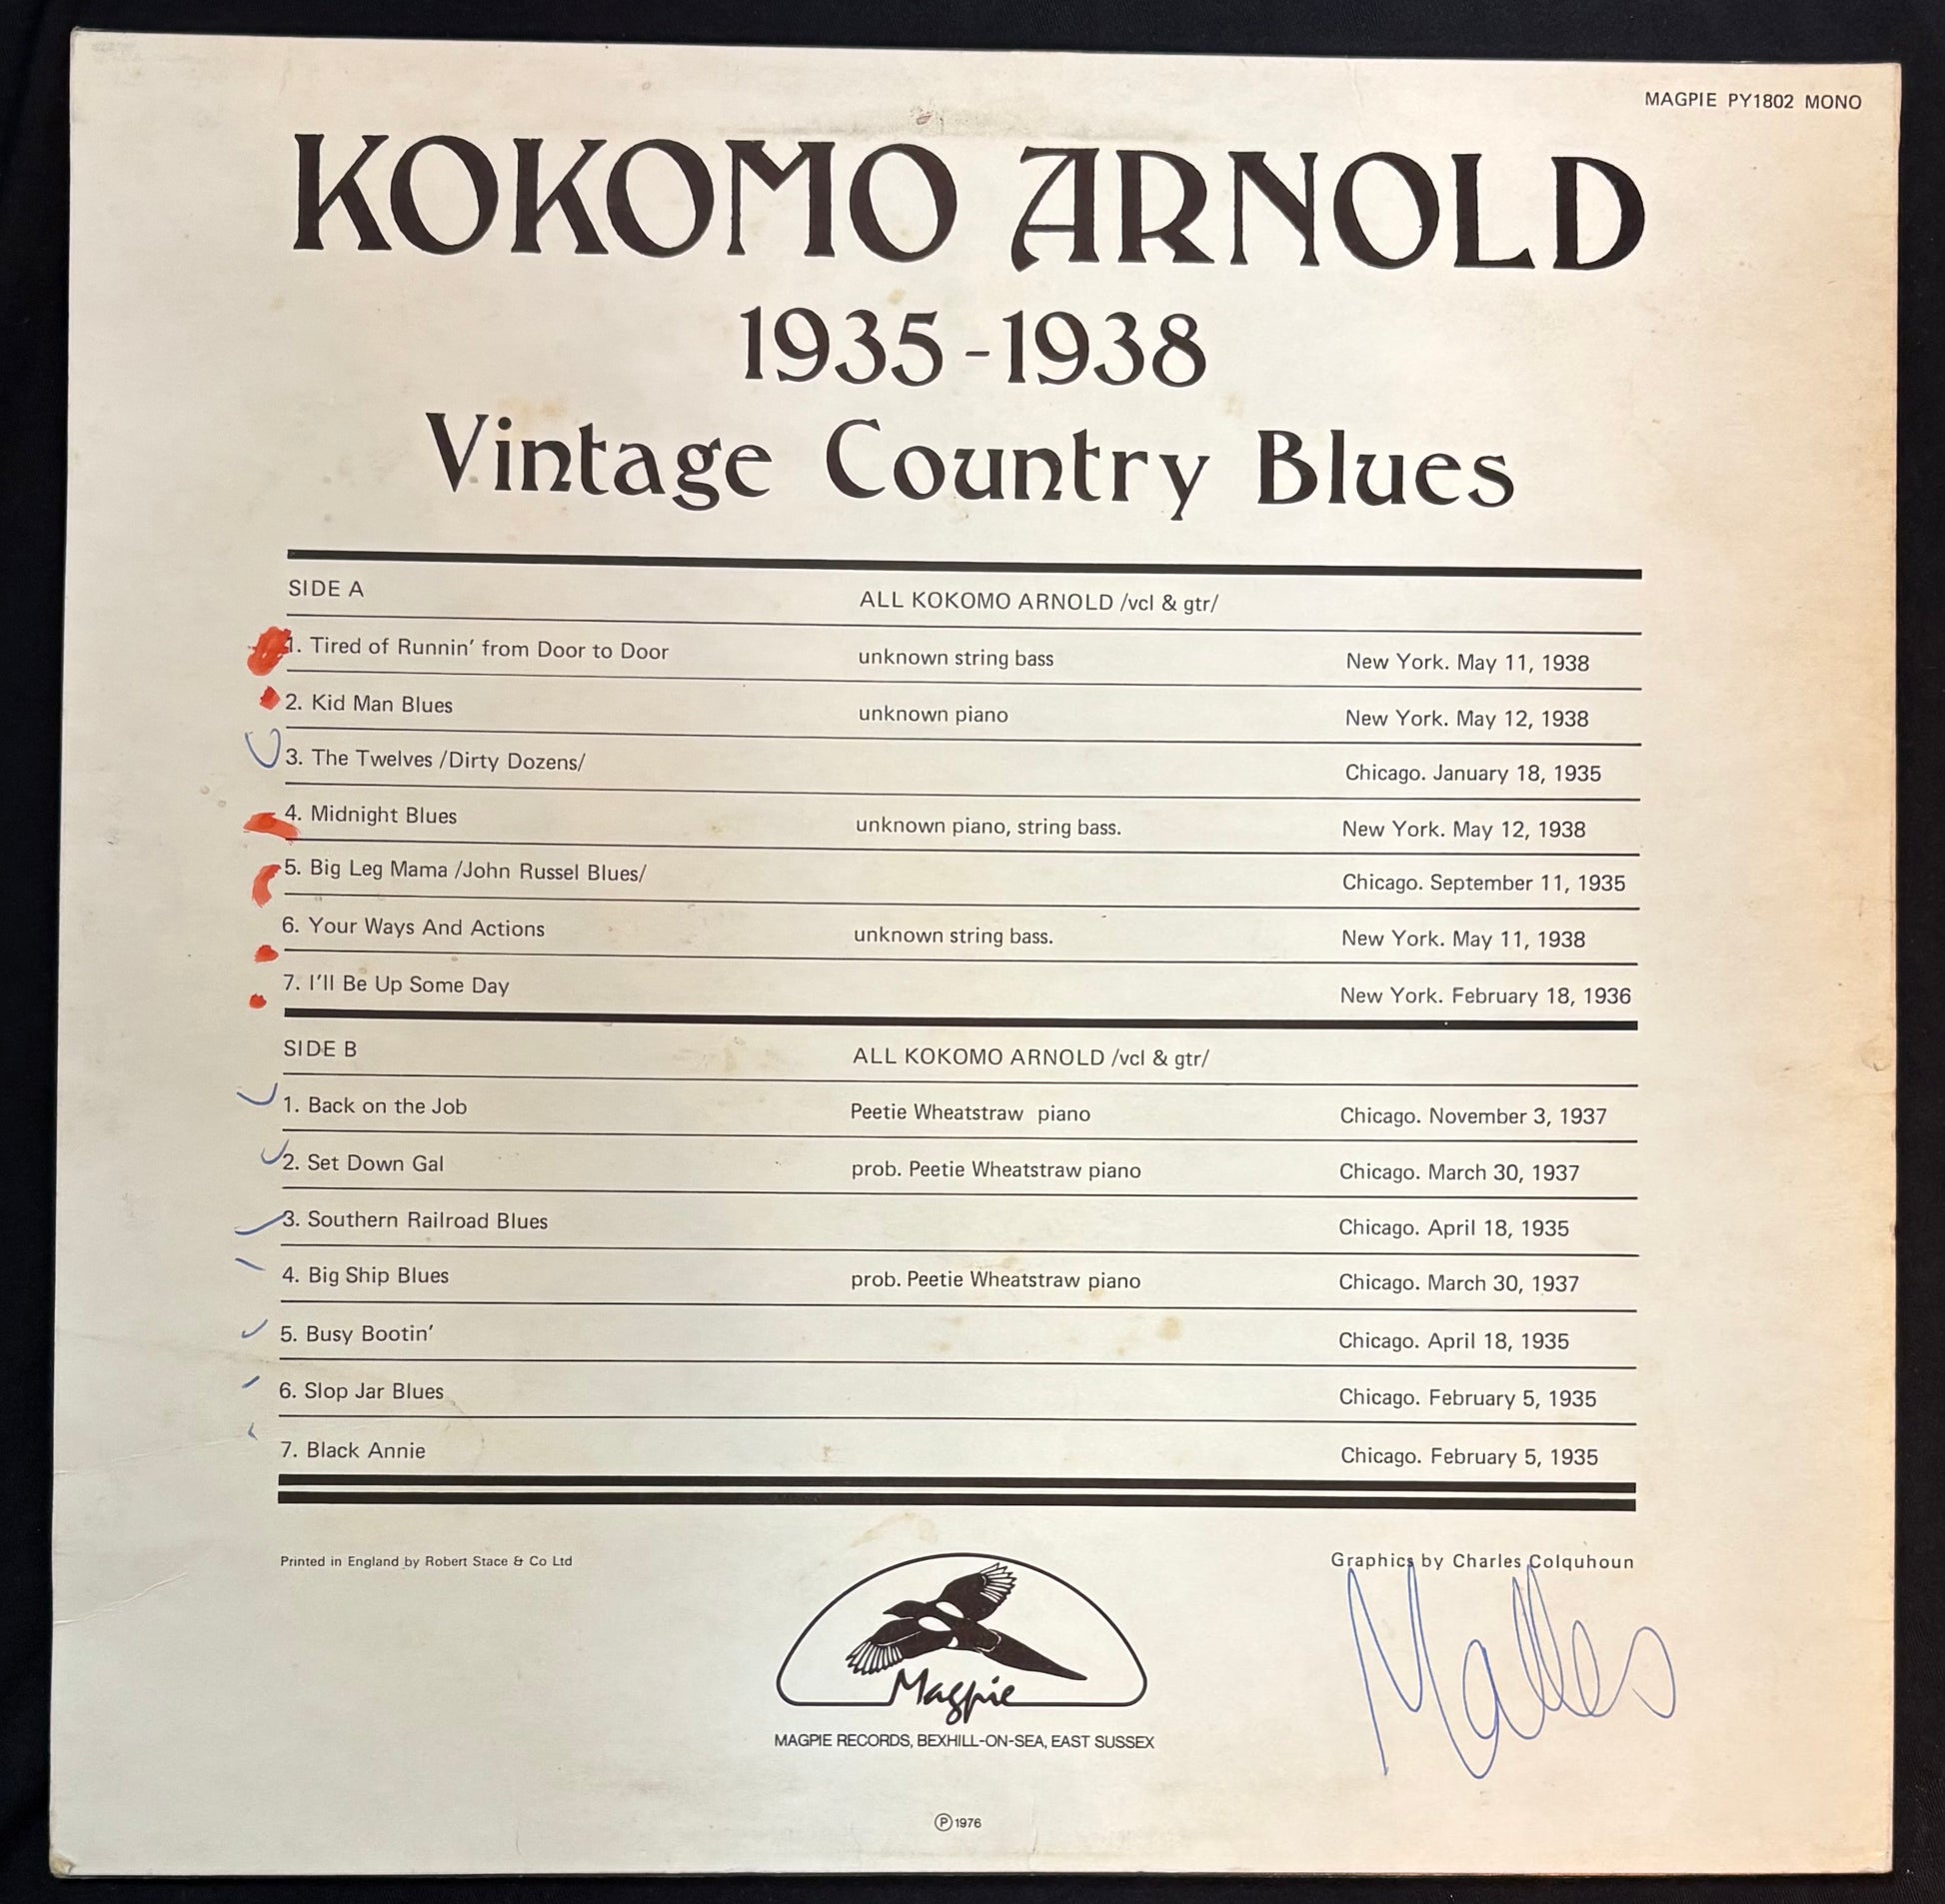 MAGPIE PY1802 MONO
KOKOMO ARNOLD
1935-1938
Vintage Country Blues
SIDE A ALL KOKOMO ARNOLD /vcl & gtr/
1. Tired of Runnin' from Door to Door unknown string bass New York. May 11, 1938
2. Kid Man Blues unknown piano New York. May 12, 1938
3. The Twelves /Dirty Dozens/ Chicago. January 18, 1935
4. Midnight Blues unknown piano, string bass. New York. May 12, 1938
5. Big Leg Mama /John Russel Blues/ Chicago. September 11, 1935
6. Your Ways And Actions unknown string bass. New York. May 11, 1938
7. I'll Be Up Some Day New York. February 18, 1936
SIDE B ALL KOKOMO ARNOLD /vcl & gtr/
1. Back on the Job Peetie Wheatstraw piano Chicago. November 3, 1937
2. Set Down Gal prob. Peetie Wheatstraw piano Chicago. March 30, 1937
3. Southern Railroad Blues Chicago. April 18, 1935
4. Big Ship Blues prob. Peetie Wheatstraw piano Chicago. March 30, 1937
5. Busy Bootin' Chicago. April 18, 1935
6. Slop Jar Blues Chicago. February 5, 1935
7. Black Annie Chicago. February 5, 1935
Printed in England by Robert Stace & Co Ltd
Graphics by Charles Colquhoun
Magpie
MAGPIE RECORDS, BEXHILL-ON-SEA, EAST SUSSEX
℗ 1976